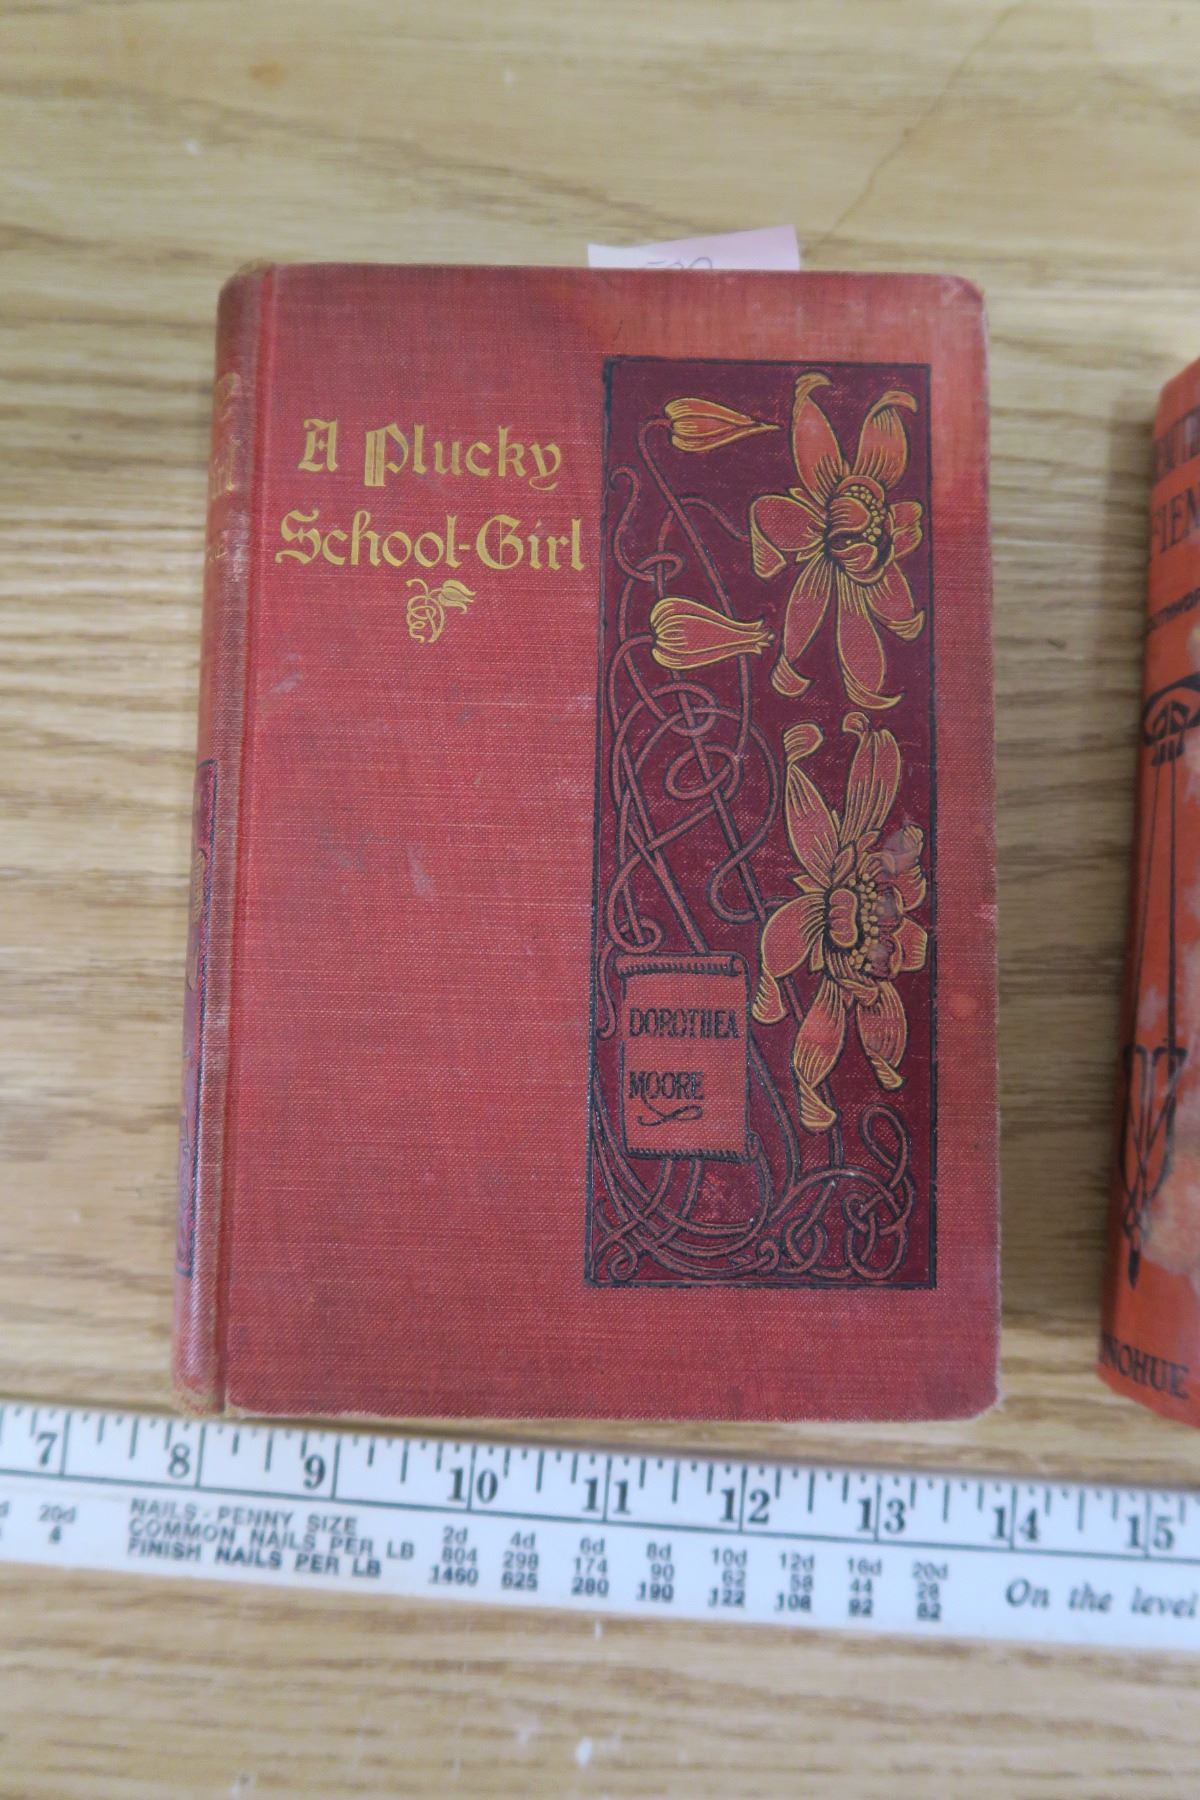 A Plucky
School-Girl
DOROTHEA
MOORE
NOHUE
7 8 9 10 11 12 13 14 15
20d
4
NAILS - PENNY SIZE 2d 4d 6d 8d 10d 12d 16d 20d
COMMON NAILS PER LB 804 298 174 90 62 58 44 28
FINISH NAILS PER LB 1460 625 280 190 122 108 92 82
On the level